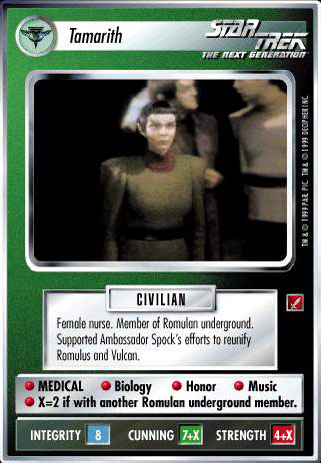 Tamarith
STAR TREK
THE NEXT GENERATION
TM & © 1999 PAR. PIC. TM & © 1999 DECIPHER INC.
CIVILIAN
Female nurse. Member of Romulan underground.
Supported Ambassador Spock's efforts to reunify
Romulus and Vulcan.
MEDICAL Biology Honor Music
X=2 if with another Romulan underground member.
INTEGRITY 8 CUNNING 7+X STRENGTH 4+X